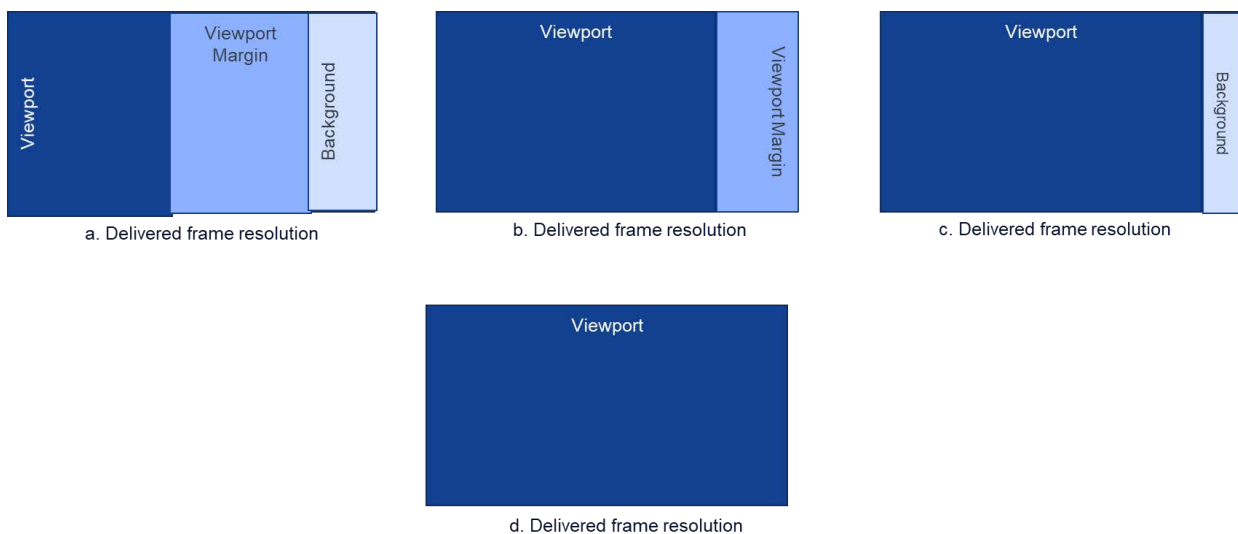 Viewport
Viewport
Margin
Background
a. Delivered frame resolution
Viewport
Viewport Margin
b. Delivered frame resolution
Viewport
Background
c. Delivered frame resolution
Viewport
d. Delivered frame resolution